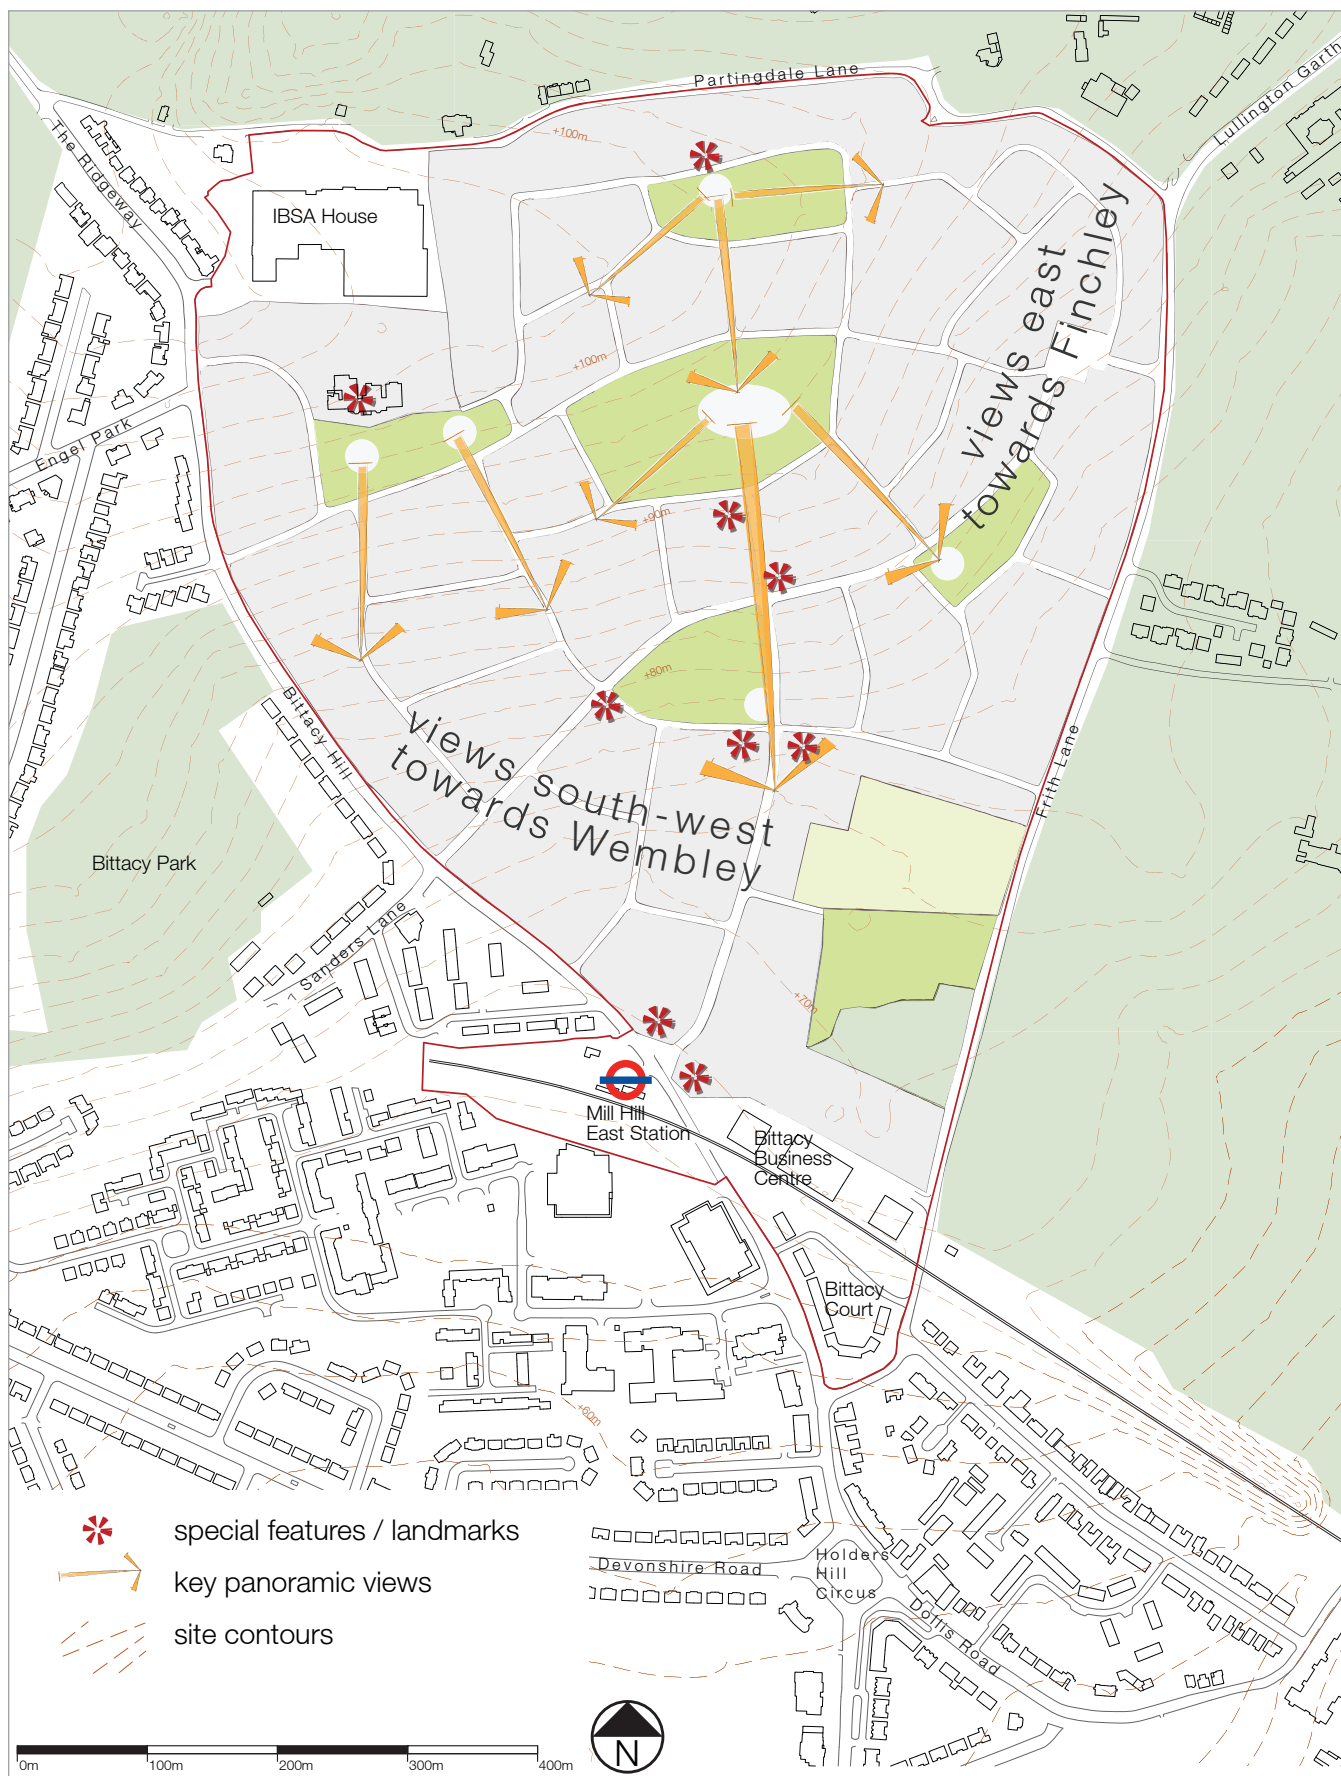 Partingdale Lane
Lullington Garth
+100m
The Ridgeway
IBSA House
views east
towards Finchley
+100m
Engel Park
+90m
+80m
Bittacy Hill
views south-west
towards Wembley
Frith Lane
Bittacy Park
Sanders Lane
+70m
Mill Hill
East Station
Bittacy
Business
Centre
Bittacy
Court
+60m
special features / landmarks
key panoramic views
site contours
Devonshire Road
Holders
Hill
Circus
Dollis Road
N
0m
100m
200m
300m
400m